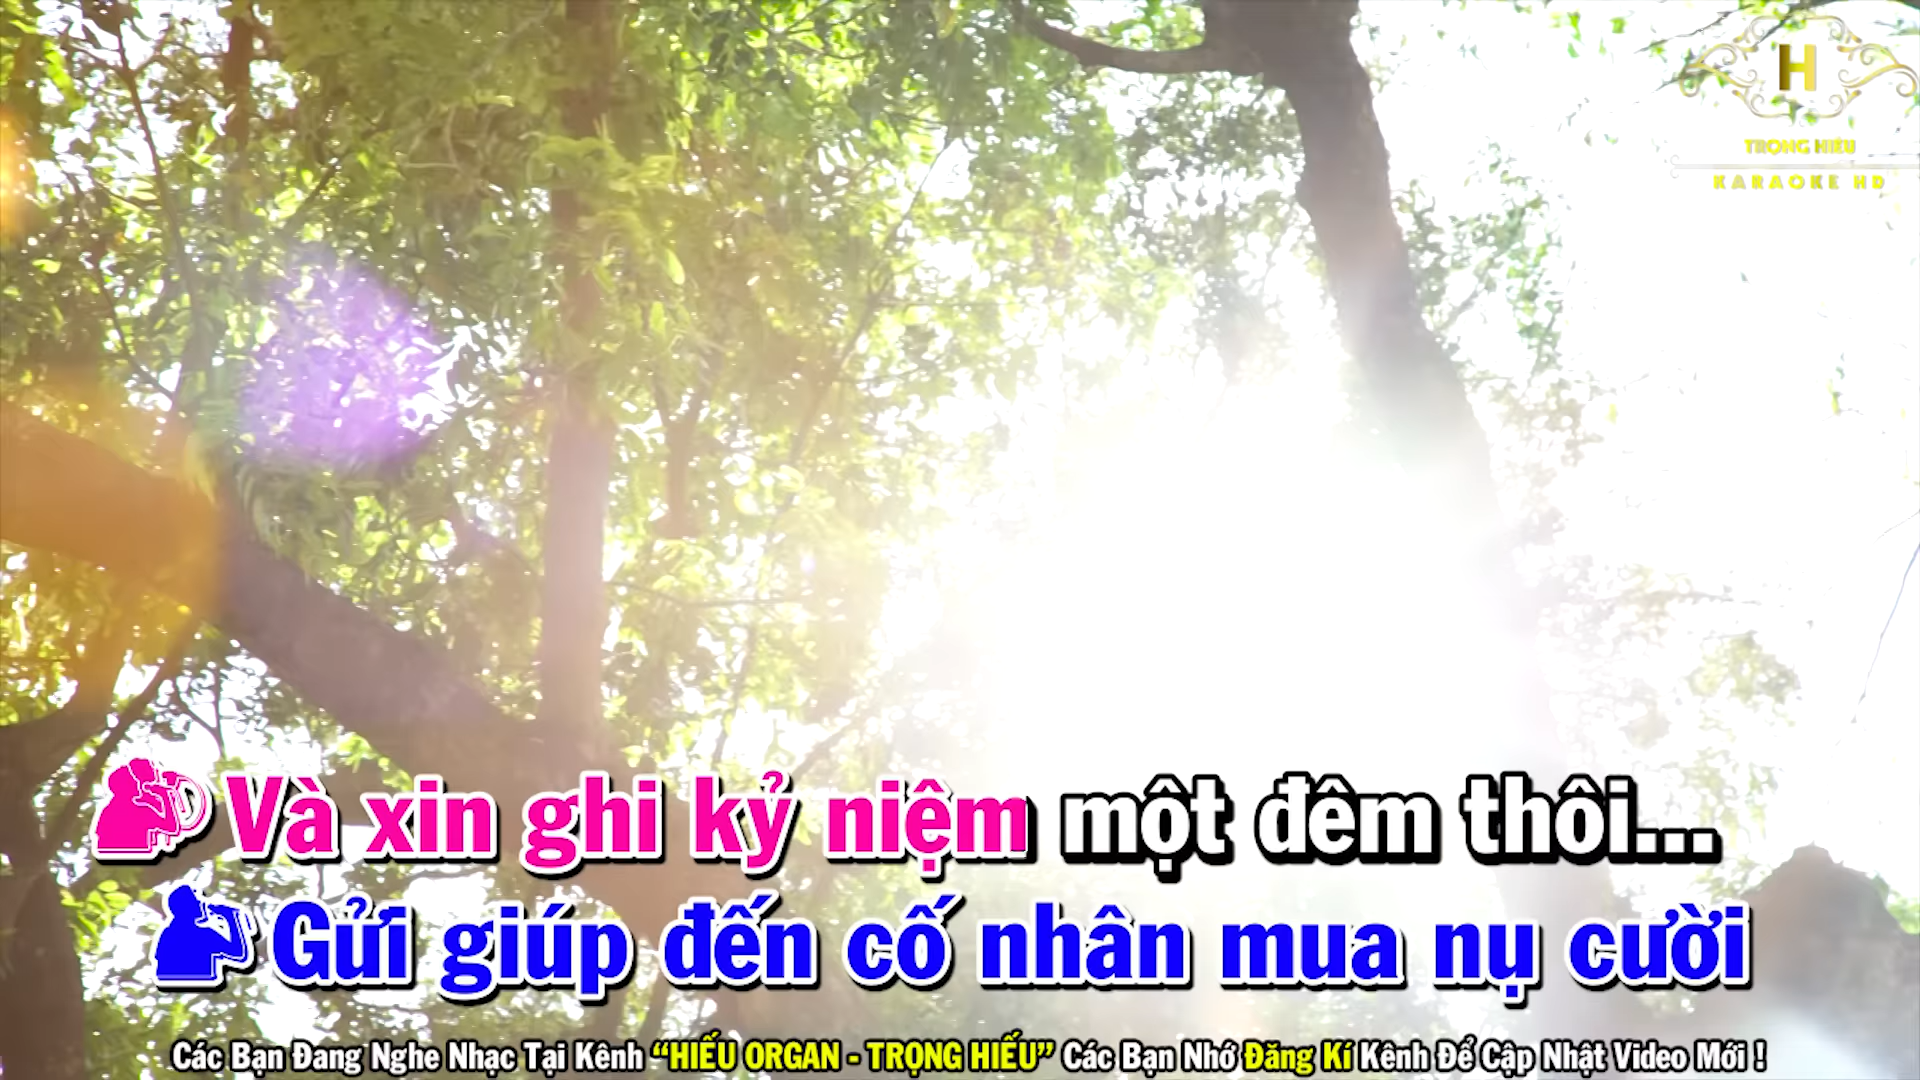 H
TRỌNG HIẾU
KARAOKE HD
Và xin ghi kỷ niệm một đêm thôi...
Gửi giúp đến cố nhân mua nụ cười
Các Bạn Đang Nghe Nhạc Tại Kênh “HIẾU ORGAN - TRỌNG HIẾU” Các Bạn Nhớ Đăng Kí Kênh Để Cập Nhật Video Mới !